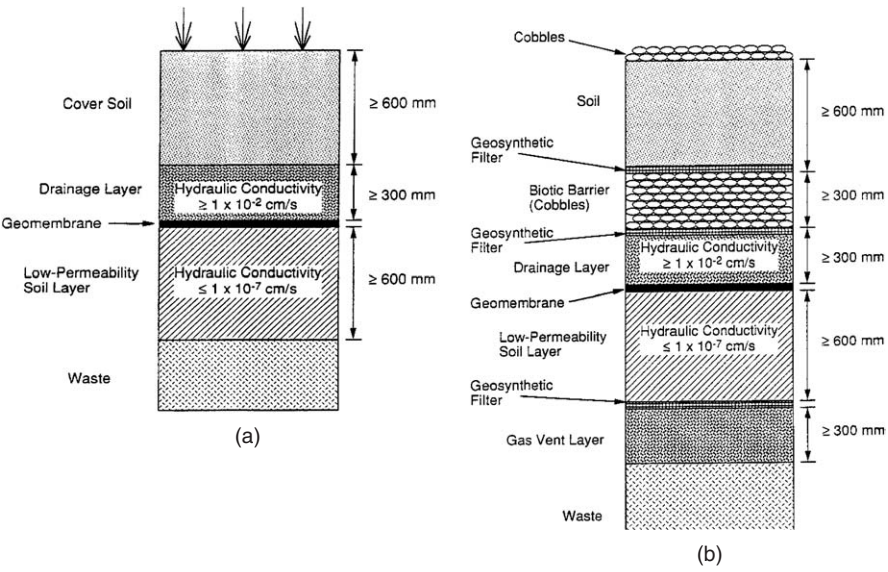 Cover Soil
≥ 600 mm
Drainage Layer
Hydraulic Conductivity
≥ 1 x 10-2 cm/s
≥ 300 mm
Geomembrane
Low-Permeability
Soil Layer
Hydraulic Conductivity
≤ 1 x 10-7 cm/s
≥ 600 mm
Waste
(a)
Cobbles
Soil
≥ 600 mm
Geosynthetic
Filter
Biotic Barrier
(Cobbles)
≥ 300 mm
Geosynthetic
Filter
Drainage Layer
Hydraulic Conductivity
≥ 1 x 10-2 cm/s
≥ 300 mm
Geomembrane
Low-Permeability
Soil Layer
Hydraulic Conductivity
≤ 1 x 10-7 cm/s
≥ 600 mm
Geosynthetic
Filter
Gas Vent Layer
≥ 300 mm
Waste
(b)